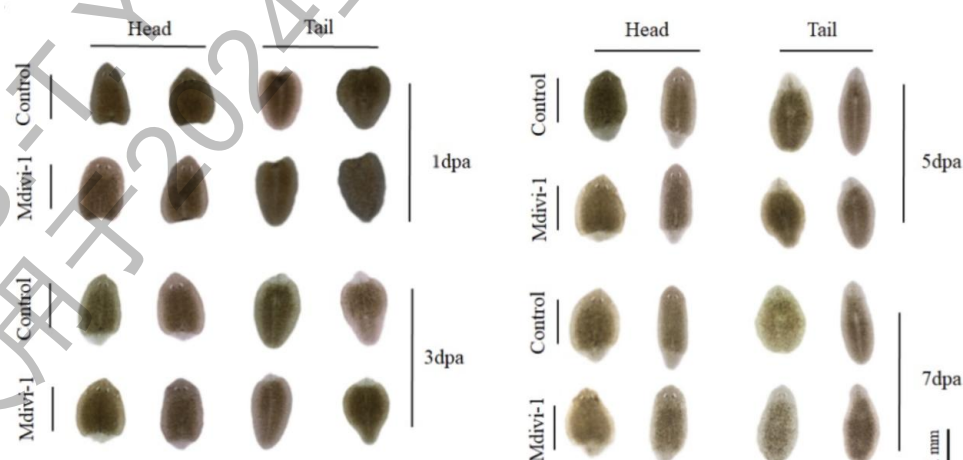 Head Tail
Control
Mdivi-1
1dpa
Control
Mdivi-1
3dpa
Head Tail
Control
Mdivi-1
5dpa
Control
Mdivi-1
7dpa
mm